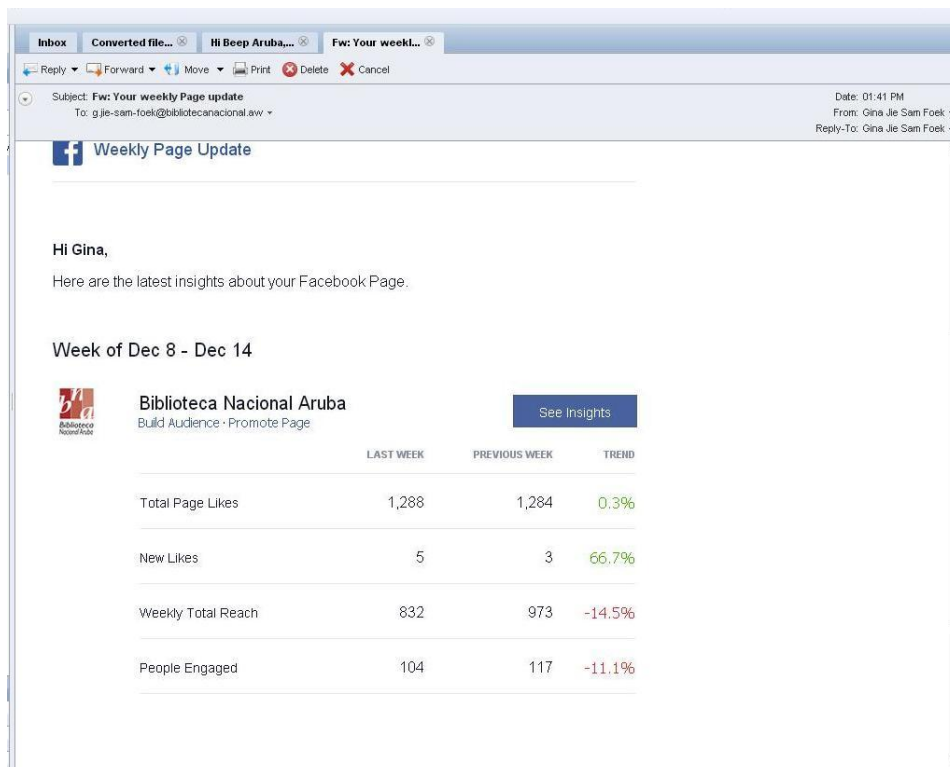 Inbox Converted file... Hi Beep Aruba,... Fw: Your weekl...
Reply Forward Move Print Delete Cancel
Subject: Fw: Your weekly Page update Date: 01:41 PM
To: g.jie-sam-foek@bibliotecanacional.aw From: Gina Jie Sam Foek
Reply-To: Gina Jie Sam Foek
f Weekly Page Update
Hi Gina,
Here are the latest insights about your Facebook Page.
Week of Dec 8 - Dec 14
bna
Biblioteca
Nacional Aruba
Biblioteca Nacional Aruba
Build Audience · Promote Page
See Insights
LAST WEEK PREVIOUS WEEK TREND
Total Page Likes 1,288 1,284 0.3%
New Likes 5 3 66.7%
Weekly Total Reach 832 973 -14.5%
People Engaged 104 117 -11.1%